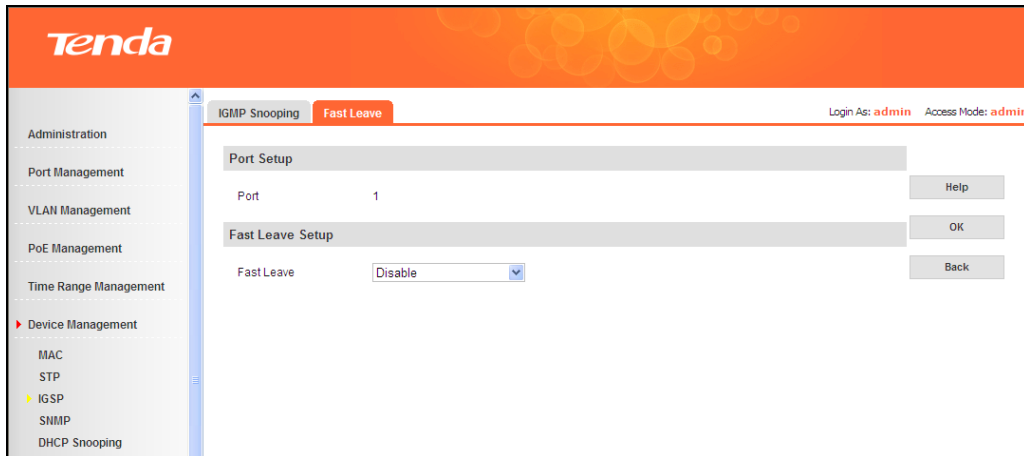 Tenda
IGMP Snooping Fast Leave Login As: admin Access Mode: admin
Administration
Port Management
VLAN Management
PoE Management
Time Range Management
Device Management
MAC
STP
IGSP
SNMP
DHCP Snooping
Port Setup
Port 1
Fast Leave Setup
Fast Leave Disable
Help
OK
Back